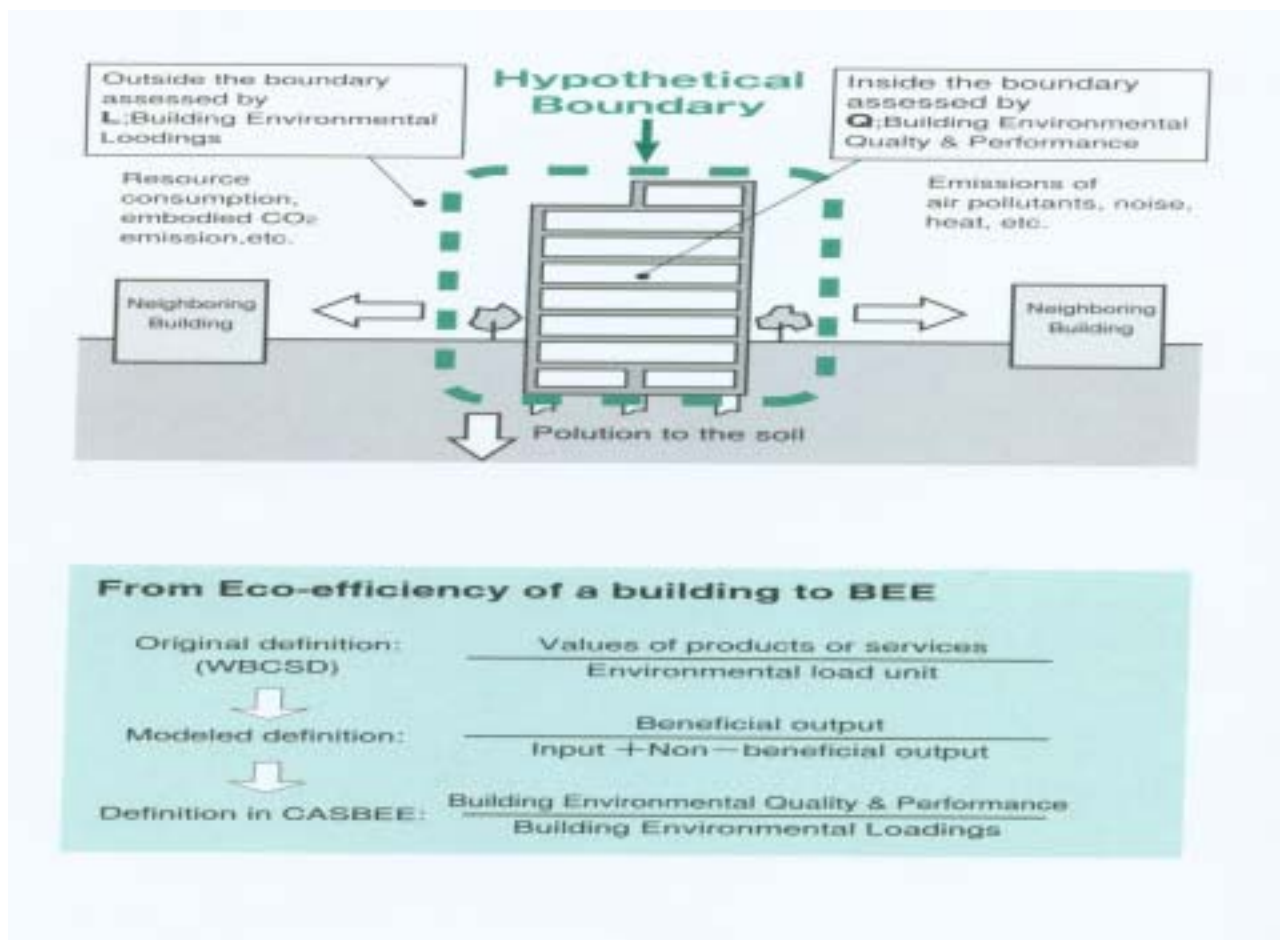 Outside the boundary
assessed by
L;Building Environmental
Loodings
Hypothetical
Boundary
Inside the boundary
assessed by
Q;Building Environmental
Qualty & Performance
Resource
consumption,
embodied CO₂
emission,etc.
Emissions of
air pollutants, noise,
heat, etc.
Neighboring
Building
Neighboring
Building
Polution to the soil
From Eco-efficiency of a building to BEE
Original definition:
(WBCSD)
Values of products or services
Environmental load unit
Modeled definition:
Beneficial output
Input +Non-beneficial output
Definition in CASBEE:
Building Environmental Quality & Performance
Building Environmental Loadings